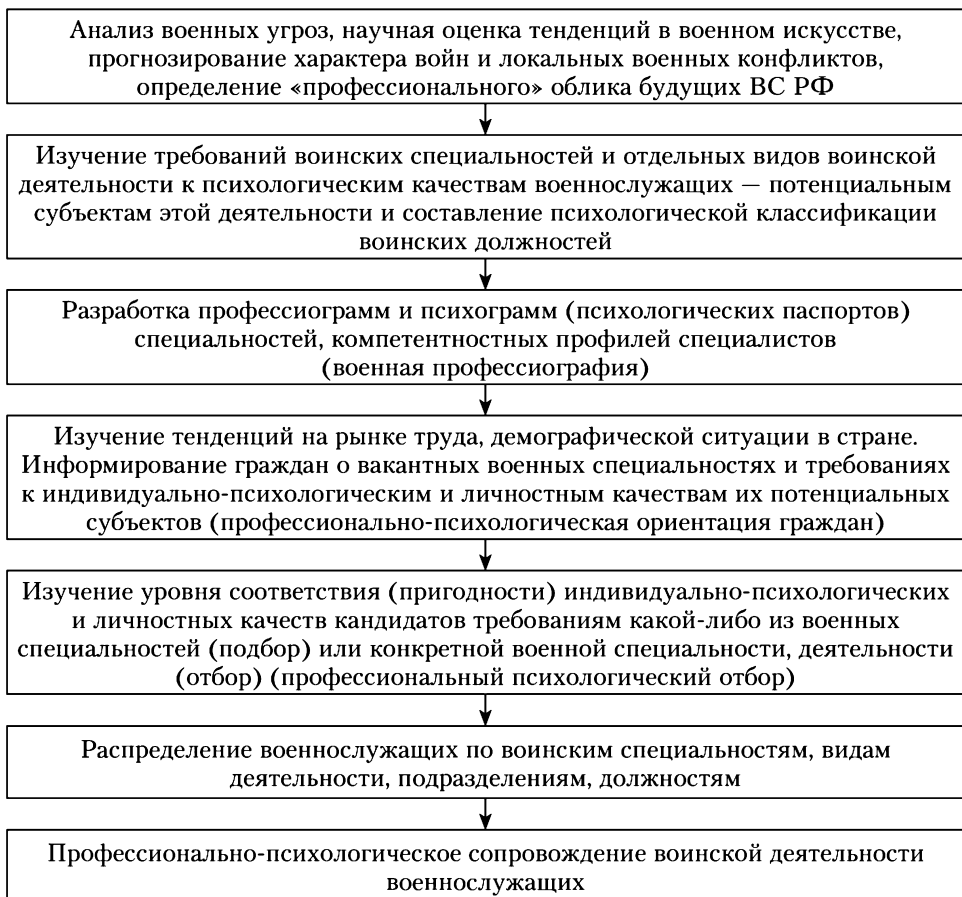 Анализ военных угроз, научная оценка тенденций в военном искусстве,
прогнозирование характера войн и локальных военных конфликтов,
определение «профессионального» облика будущих ВС РФ
Изучение требований воинских специальностей и отдельных видов воинской
деятельности к психологическим качествам военнослужащих — потенциальным
субъектам этой деятельности и составление психологической классификации
воинских должностей
Разработка профессиограмм и психограмм (психологических паспортов)
специальностей, компетентностных профилей специалистов
(военная профессиография)
Изучение тенденций на рынке труда, демографической ситуации в стране.
Информирование граждан о вакантных военных специальностях и требованиях
к индивидуально-психологическим и личностным качествам их потенциальных
субъектов (профессионально-психологическая ориентация граждан)
Изучение уровня соответствия (пригодности) индивидуально-психологических
и личностных качеств кандидатов требованиям какой-либо из военных
специальностей (подбор) или конкретной военной специальности, деятельности
(отбор) (профессиональный психологический отбор)
Распределение военнослужащих по воинским специальностям, видам
деятельности, подразделениям, должностям
Профессионально-психологическое сопровождение воинской деятельности
военнослужащих